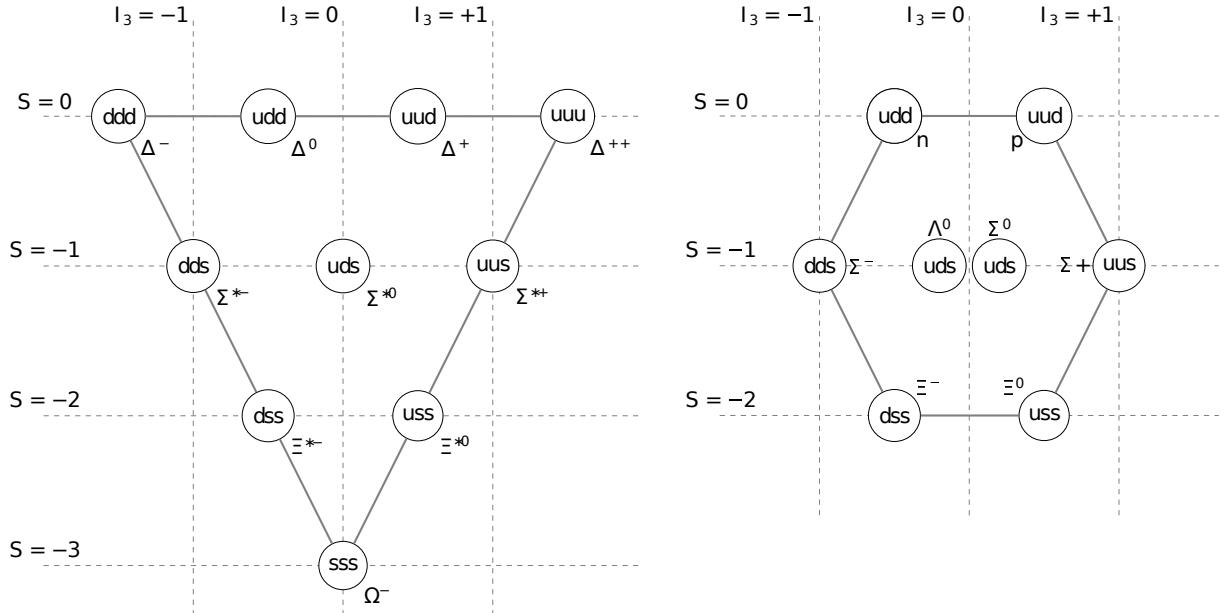 I₃ = −1 I₃ = 0 I₃ = +1
S = 0
ddd udd uud uuu
Δ⁻ Δ⁰ Δ⁺ Δ⁺⁺
S = −1
dds uds uus
Σ*⁻ Σ*⁰ Σ*⁺
S = −2
dss uss
Ξ*⁻ Ξ*⁰
S = −3
sss
Ω⁻
I₃ = −1 I₃ = 0 I₃ = +1
S = 0
udd uud
n p
Λ⁰ Σ⁰
S = −1
dds Σ⁻ uds uds Σ+ uus
Ξ⁻ Ξ⁰
S = −2
dss uss